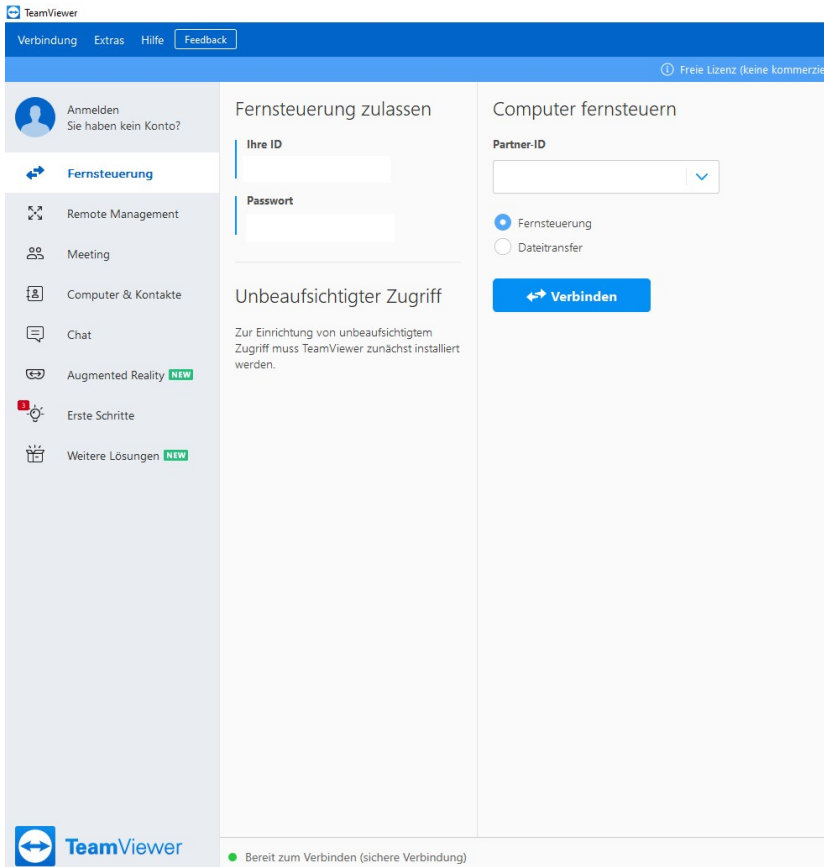 TeamViewer
Verbindung Extras Hilfe Feedback
Freie Lizenz (keine
Anmelden
Sie haben kein Konto?
Fernsteuerung
Remote Management
Meeting
Computer & Kontakte
Chat
Augmented Reality NEW
3
Erste Schritte
Weitere Lösungen NEW
TeamViewer
Fernsteuerung zulassen
Ihre ID
Passwort
Unbeaufsichtigter Zugriff
Zur Einrichtung von unbeaufsichtigtem
Zugriff muss TeamViewer zunächst installiert
werden.
Computer fernsteuern
Partner-ID
Fernsteuerung
Dateitransfer
Verbinden
Bereit zum Verbinden (sichere Verbindung)